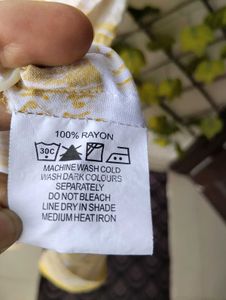 100% RAYON
30C
MACHINE WASH COLD
WASH DARK COLOURS
SEPARATELY
DO NOT BLEACH
LINE DRY IN SHADE
MEDIUM HEAT IRON